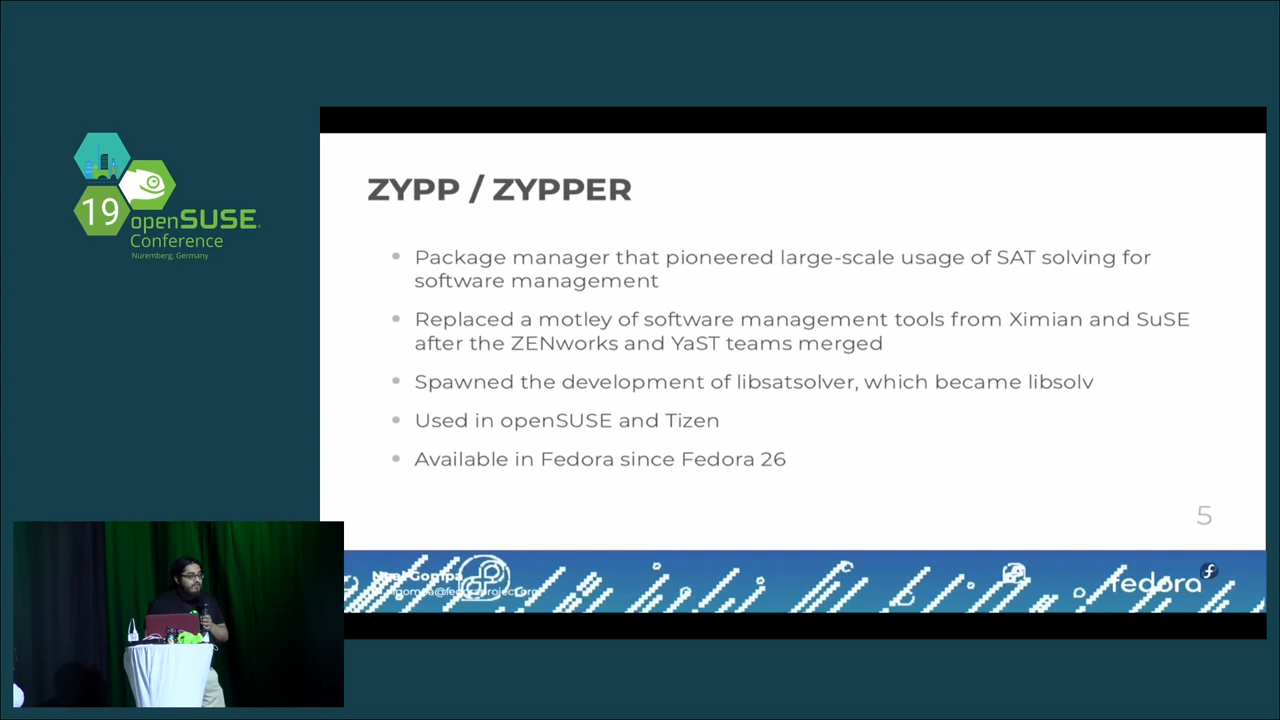 19
openSUSE
Conference
Nuremberg, Germany
ZYPP / ZYPPER
Package manager that pioneered large-scale usage of SAT solving for
software management
Replaced a motley of software management tools from Ximian and SuSE
after the ZENworks and YaST teams merged
Spawned the development of libsatsolver, which became libsolv
Used in openSUSE and Tizen
Available in Fedora since Fedora 26
5
Gompa
fedora